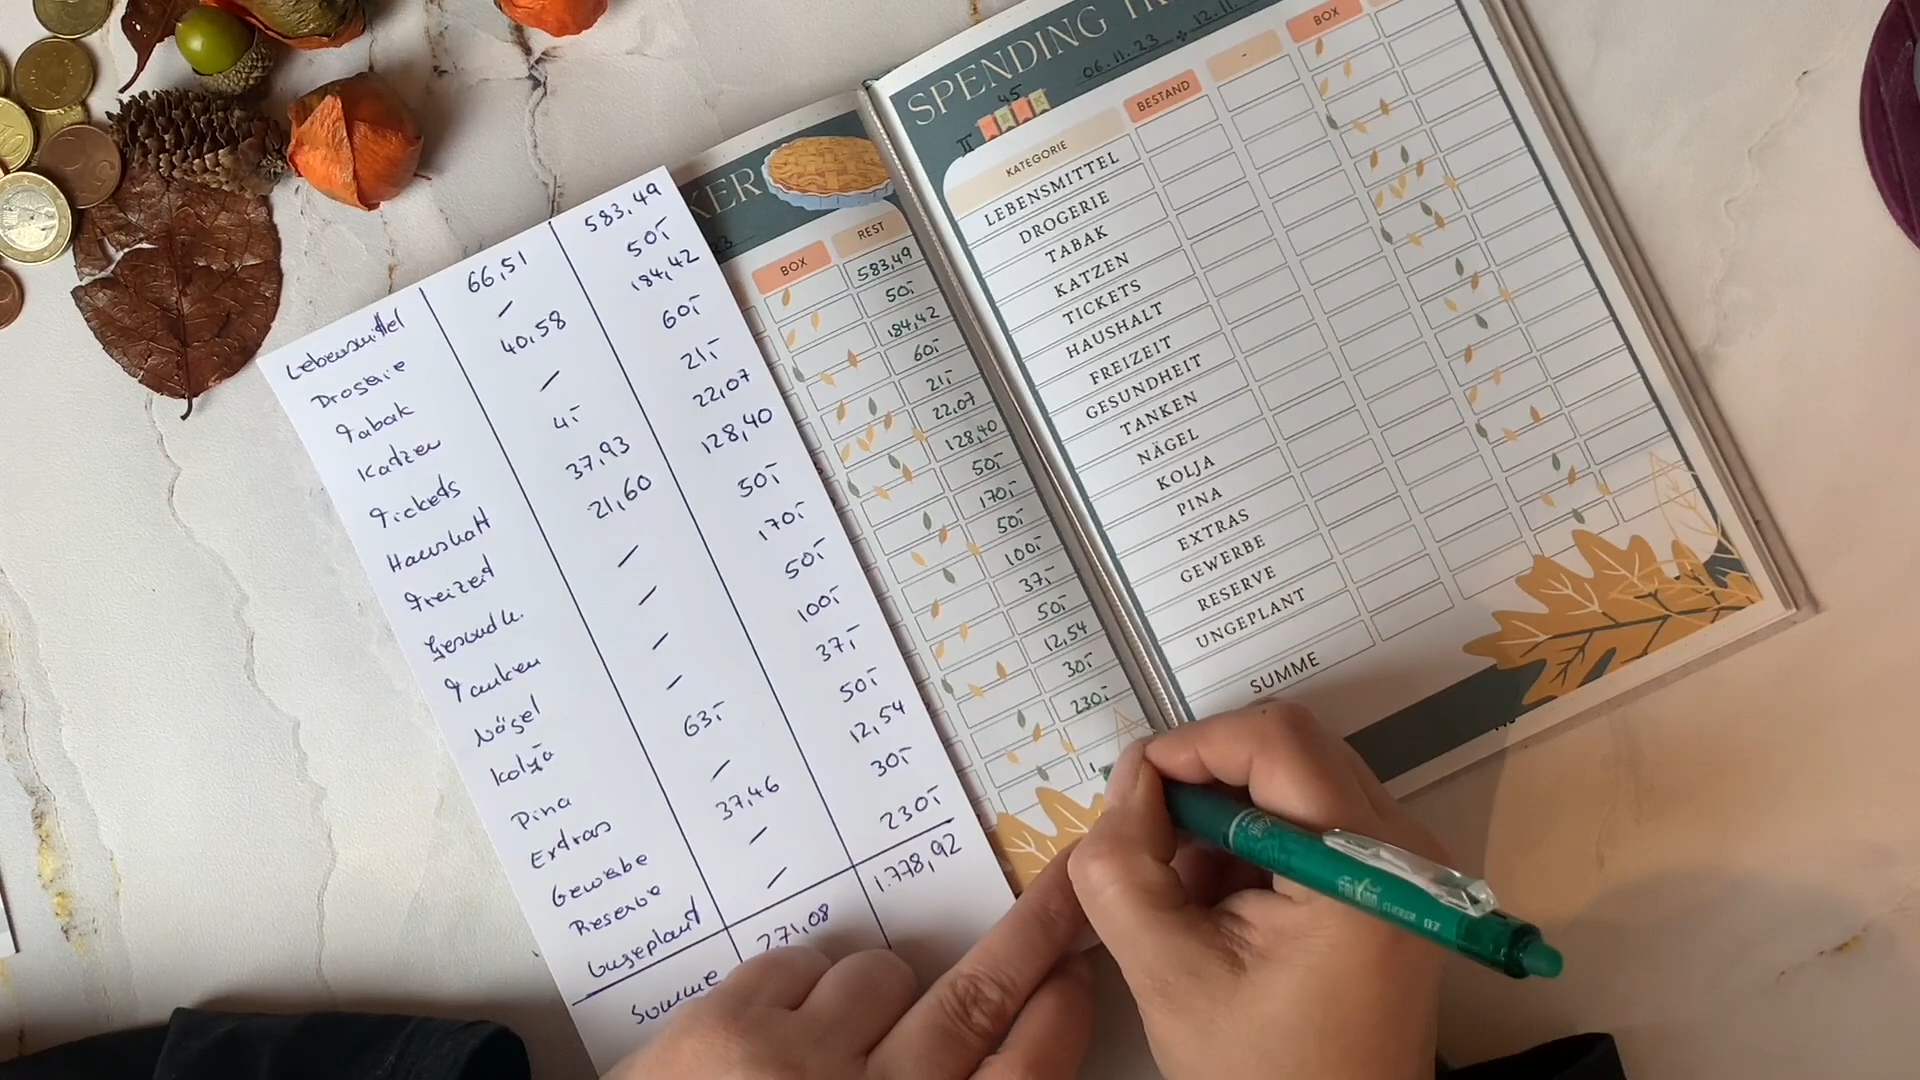 Lebensmittel 66,51 583,49
Drogerie — 50,-
Tabak 40,58 184,42
Katzen — 60,-
Tickets 4,- 21,-
Haushalt 37,93 22,07
Freizeit 21,60 128,40
Gesundh. — 50,-
Tanken — 170,-
Nägel — 50,-
Kolja — 100,-
Pina 63,- 37,-
Extras — 50,-
Gewerbe 37,46 12,54
Reserve — 30,-
Ungeplant — 230,-
Summe 271,08 1.778,92
KER
BOX REST
583,49
50,-
184,42
60,-
21,-
22,07
128,40
50,-
170,-
50,-
100,-
37,-
50,-
12,54
30,-
230,-
1
SPENDING TR
06.11.23 12.11.
45
II
KATEGORIE BESTAND - BOX
LEBENSMITTEL
DROGERIE
TABAK
KATZEN
TICKETS
HAUSHALT
FREIZEIT
GESUNDHEIT
TANKEN
NÄGEL
KOLJA
PINA
EXTRAS
GEWERBE
RESERVE
UNGEPLANT
SUMME